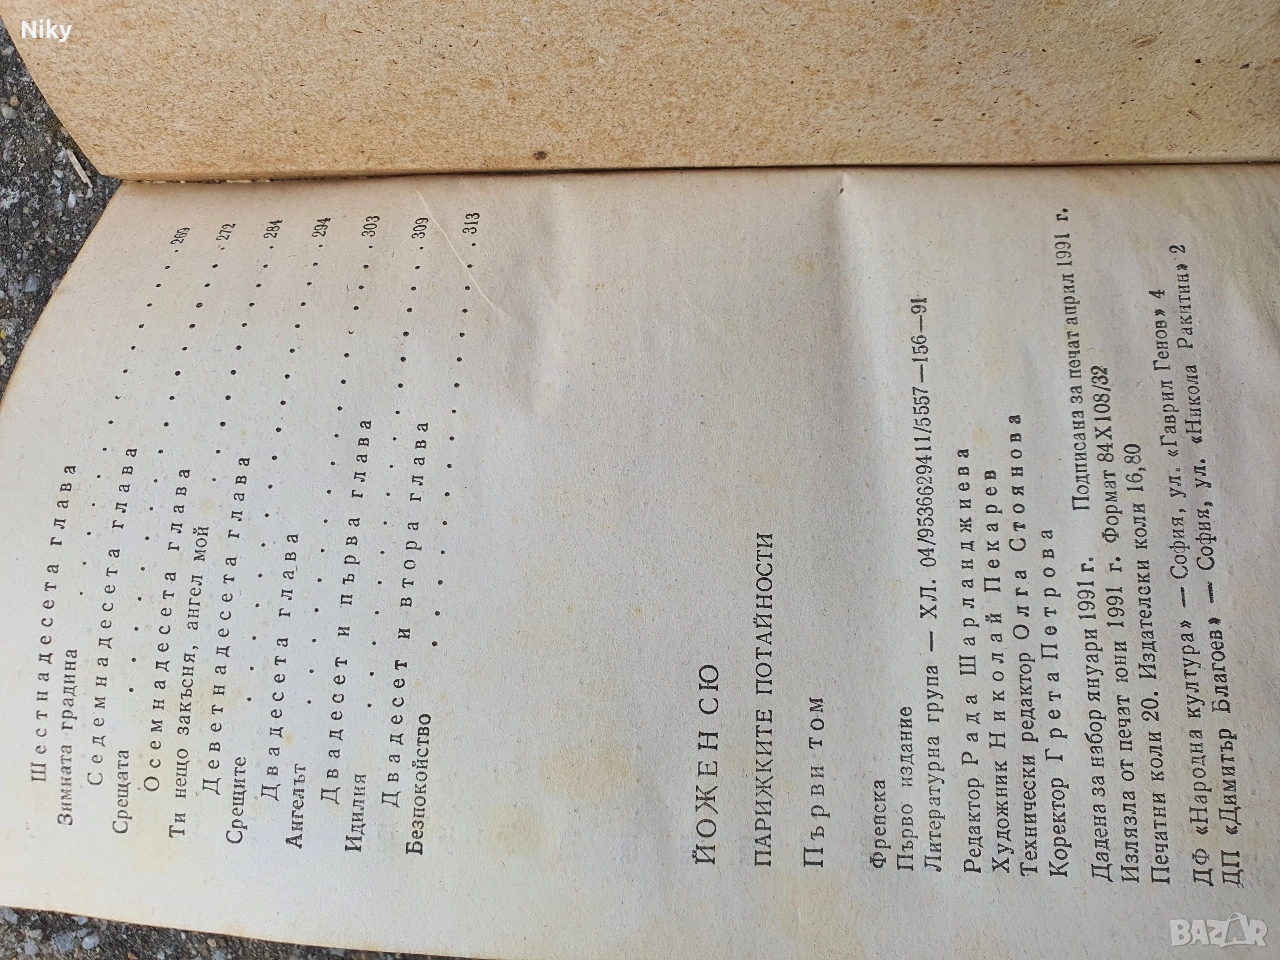 Niky
Шестнадесета глава
Зимната градина . . . . . . . . . . 269
Седемнадесета глава
Срещата . . . . . . . . . . 272
Осемнадесета глава
Ти нещо закъсня, ангел мой . . . . . . . . 284
Деветнадесета глава
Срещите . . . . . . . . . . 294
Двадесета глава
Ангелът . . . . . . . . . . 303
Двадесет и първа глава
Идилия . . . . . . . . . . 309
Двадесет и втора глава
Безпокойство . . . . . . . . . . 313
ЙОЖЕН СЮ
ПАРИЖКИТЕ ПОТАЙНОСТИ
Първи том
Френска
Първо издание
Литературна група — ХЛ. 04/9536629411/5557—156—91
Редактор Рада Шарланджиева
Художник Николай Пекарев
Технически редактор Олга Стоянова
Коректор Грета Петрова
Дадена за набор януари 1991 г. Подписана за печат април 1991 г.
Излязла от печат юни 1991 г. Формат 84X108/32
Печатни коли 20. Издателски коли 16,80
ДФ «Народна култура» — София, ул. «Гаврил Генов» 4
ДП «Димитър Благоев» — София, ул. «Никола Ракитин» 2
BAZAR